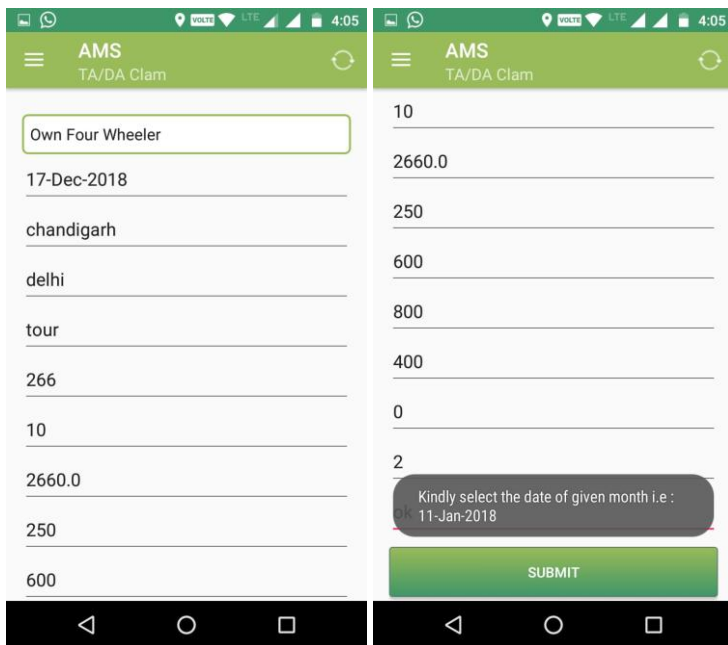 VOLTE LTE 4:05
AMS
TA/DA Clam
Own Four Wheeler
17-Dec-2018
chandigarh
delhi
tour
266
10
2660.0
250
600
VOLTE LTE 4:05
AMS
TA/DA Clam
10
2660.0
250
600
800
400
0
2
ok
Kindly select the date of given month i.e :
11-Jan-2018
SUBMIT